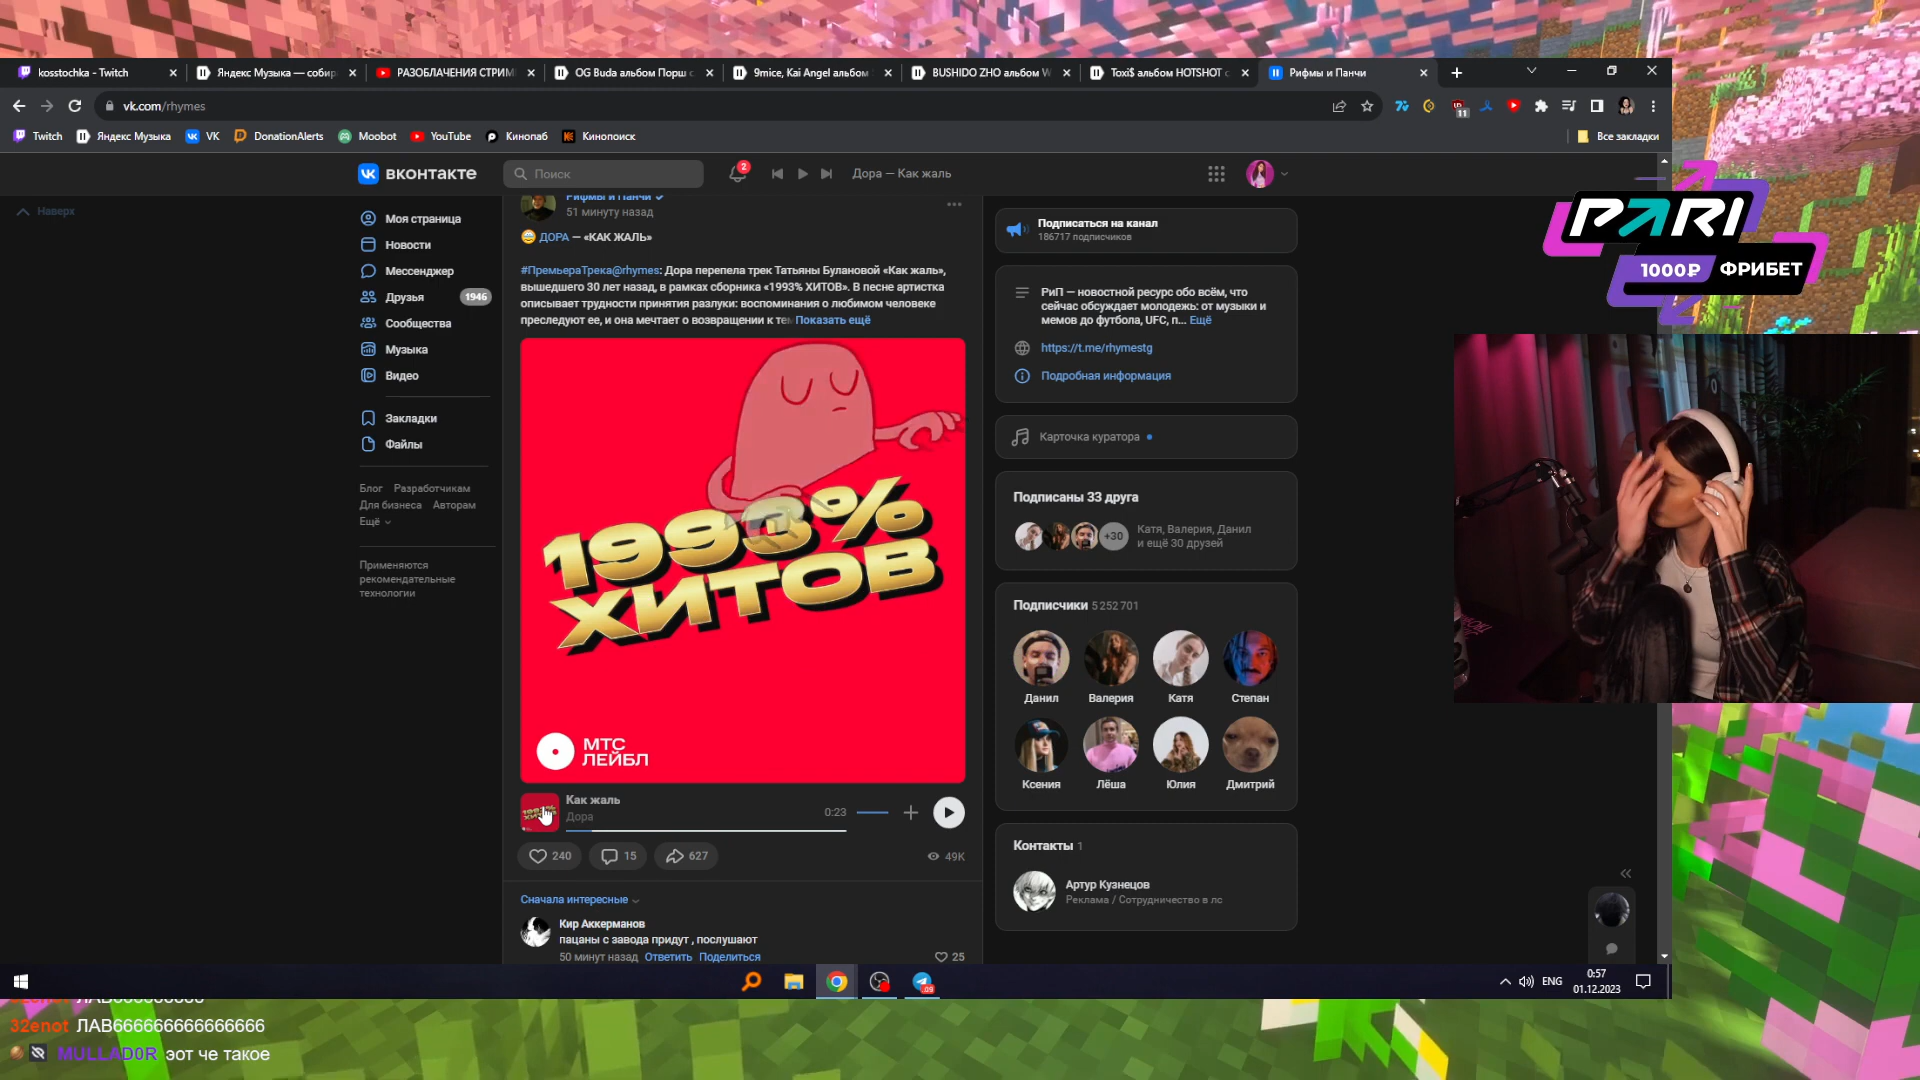 kosstochka - Twitch
Яндекс Музыка — собир
РАЗОБЛАЧЕНИЯ СТРИМ
OG Buda альбом Порш с
9mice, Kai Angel альбом
BUSHIDO ZHO альбом W
Toxi$ альбом HOTSHOT с
Рифмы и Панчи
vk.com/rhymes
11
Twitch
Яндекс Музыка
VK
DonationAlerts
Moobot
YouTube
Кинопаб
Кинопоиск
Все закладки
ВКОНТАКТЕ
Поиск
2
Дора — Как жаль
Наверх
Моя страница
Новости
Мессенджер
Друзья
1946
Сообщества
Музыка
Видео
Закладки
Файлы
Блог Разработчикам
Для бизнеса Авторам
Ещё
Применяются
рекомендательные
технологии
Рифмы и Панчи
51 минуту назад
ДОРА — «КАК ЖАЛЬ»
#ПремьераТрека@rhymes: Дора перепела трек Татьяны Булановой «Как жаль»,
вышедшего 30 лет назад, в рамках сборника «1993% ХИТОВ». В песне артистка
описывает трудности принятия разлуки: воспоминания о любимом человеке
преследуют ее, и она мечтает о возвращении к тем Показать ещё
1993%
ХИТОВ
МТС
ЛЕЙБЛ
Как жаль
Дора
0:23
240
15
627
49K
Сначала интересные
Кир Аккерманов
пацаны с завода придут , послушают
50 минут назад Ответить Поделиться
25
Подписаться на канал
186717 подписчиков
РиП — новостной ресурс обо всём, что
сейчас обсуждает молодежь: от музыки и
мемов до футбола, UFC, п... Ещё
https://t.me/rhymestg
Подробная информация
Карточка куратора
Подписаны 33 друга
+30
Катя, Валерия, Данил
и ещё 30 друзей
Подписчики 5 252 701
Данил
Валерия
Катя
Степан
Ксения
Лёша
Юлия
Дмитрий
Контакты 1
Артур Кузнецов
Реклама / Сотрудничество в лс
PARI
1000₽ ФРИБЕТ
ENG
0:57
01.12.2023
32enot ЛАВ666666666666666
MULLAD0R эот че такое